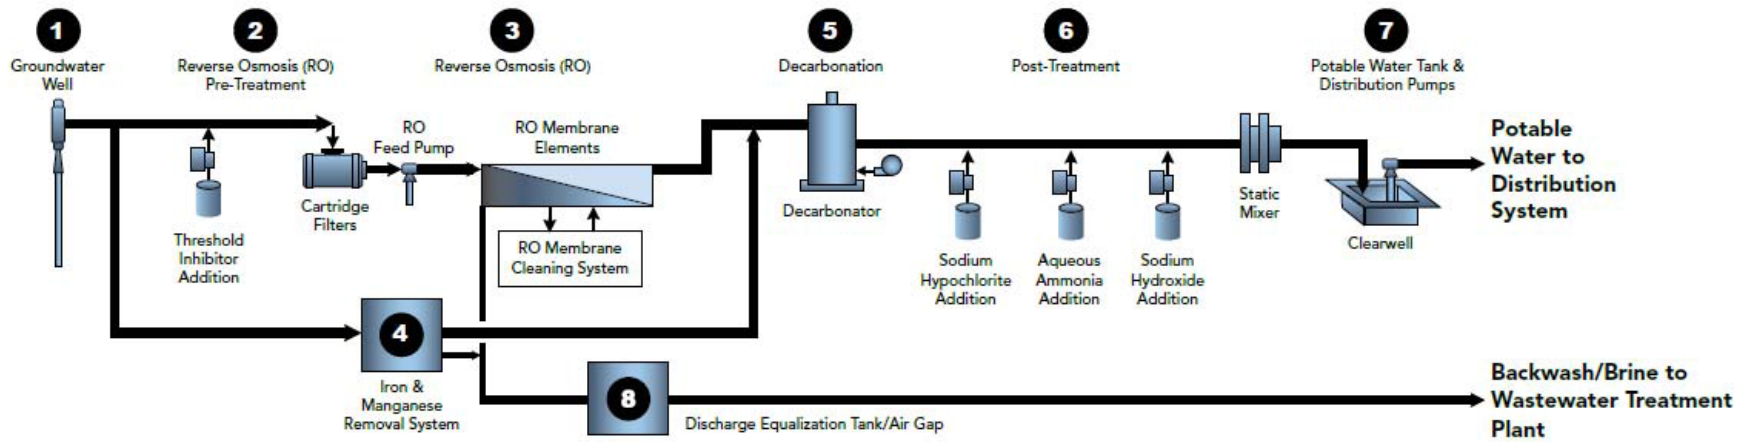 1
Groundwater
Well
2
Reverse Osmosis (RO)
Pre-Treatment
3
Reverse Osmosis (RO)
5
Decarbonation
6
Post-Treatment
7
Potable Water Tank &
Distribution Pumps
RO
Feed Pump
RO Membrane
Elements
Cartridge
Filters
Threshold
Inhibitor
Addition
RO Membrane
Cleaning System
Decarbonator
Sodium
Hypochlorite
Addition
Aqueous
Ammonia
Addition
Sodium
Hydroxide
Addition
Static
Mixer
Clearwell
Potable
Water to
Distribution
System
4
Iron &
Manganese
Removal System
8
Discharge Equalization Tank/Air Gap
Backwash/Brine to
Wastewater Treatment
Plant